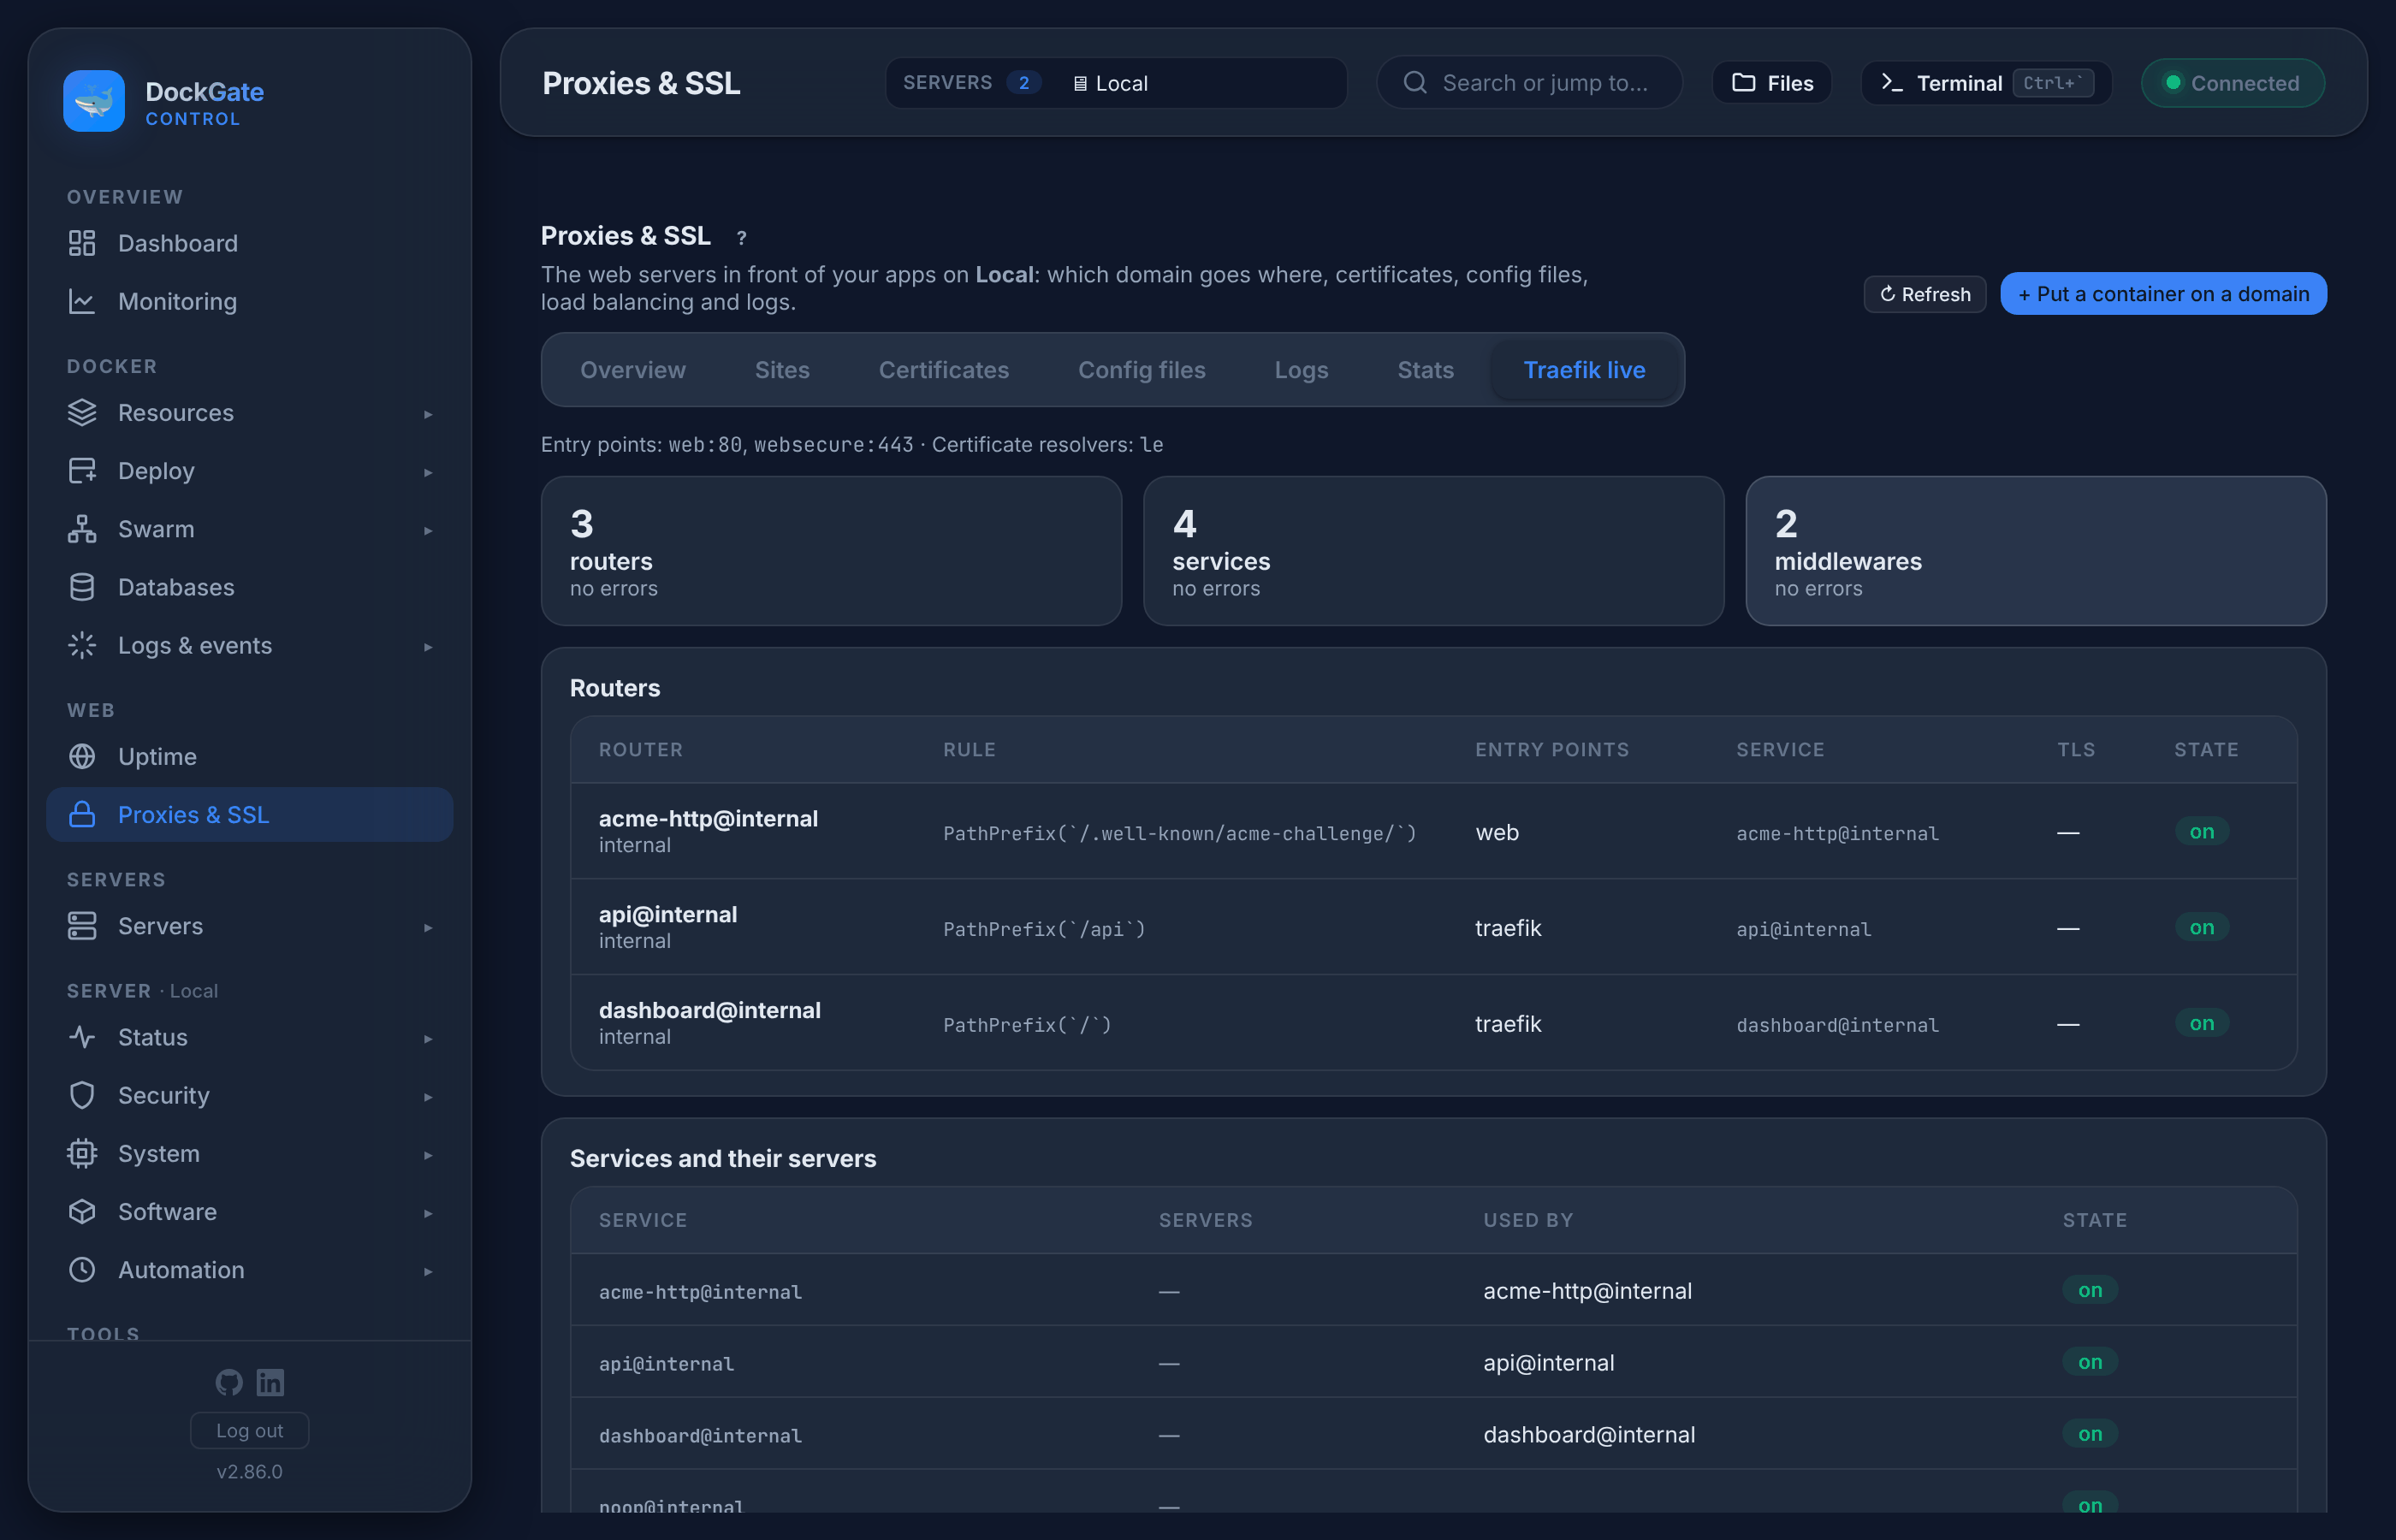 DockGate
CONTROL
OVERVIEW
Dashboard
Monitoring
DOCKER
Resources
Deploy
Swarm
Databases
Logs & events
WEB
Uptime
Proxies & SSL
SERVERS
Servers
SERVER · Local
Status
Security
System
Software
Automation
TOOLS
Log out
v2.86.0
Proxies & SSL
SERVERS 2 Local
Search or jump to...
Files
Terminal Ctrl+`
Connected
Proxies & SSL ?
The web servers in front of your apps on Local: which domain goes where, certificates, config files,
load balancing and logs.
Refresh
+ Put a container on a domain
Overview Sites Certificates Config files Logs Stats Traefik live
Entry points: web:80, websecure:443 · Certificate resolvers: le
3
routers
no errors
4
services
no errors
2
middlewares
no errors
Routers
ROUTER RULE ENTRY POINTS SERVICE TLS STATE
acme-http@internal
internal
PathPrefix(`/.well-known/acme-challenge/`) web acme-http@internal — on
api@internal
internal
PathPrefix(`/api`) traefik api@internal — on
dashboard@internal
internal
PathPrefix(`/`) traefik dashboard@internal — on
Services and their servers
SERVICE SERVERS USED BY STATE
acme-http@internal — acme-http@internal on
api@internal — api@internal on
dashboard@internal — dashboard@internal on
noop@internal — on